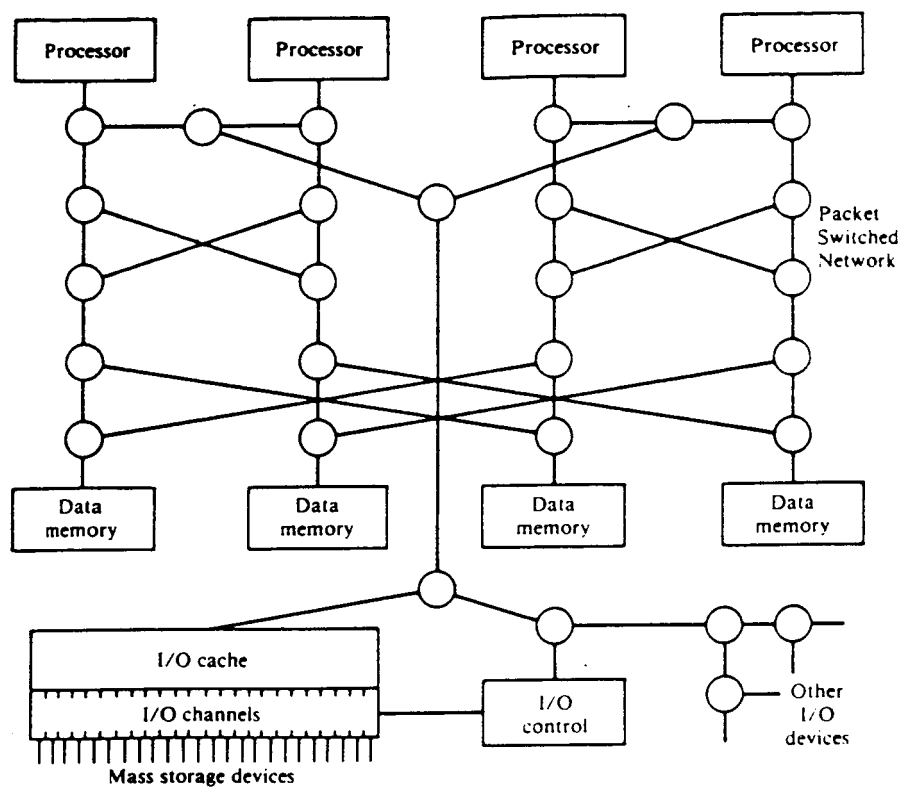 Processor
Processor
Processor
Processor
Packet
Switched
Network
Data
memory
Data
memory
Data
memory
Data
memory
I/O cache
I/O channels
Mass storage devices
I/O
control
Other
I/O
devices